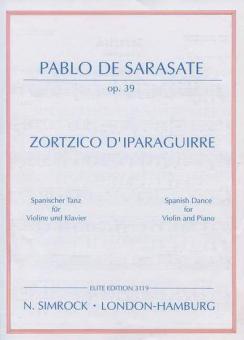 PABLO DE SARASATE
op. 39
ZORTZICO D'IPARAGUIRRE
Spanischer Tanz
für
Violine und Klavier
Spanish Dance
for
Violin and Piano
ELITE EDITION 3119
N. SIMROCK · LONDON-HAMBURG